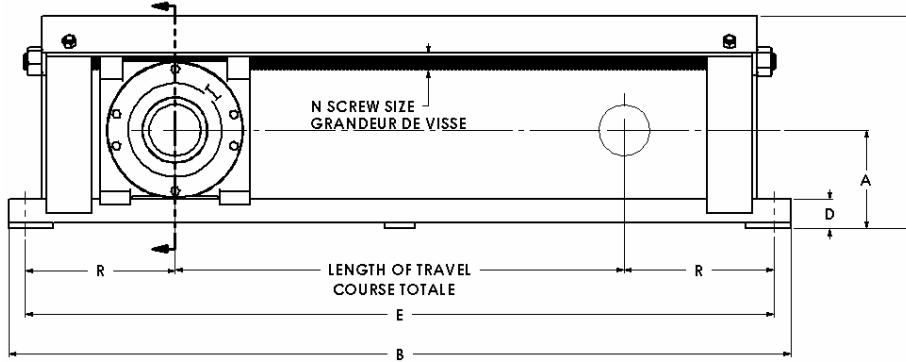 N SCREW SIZE
GRANDEUR DE VISSE
A
D
R
LENGTH OF TRAVEL
COURSE TOTALE
R
E
B